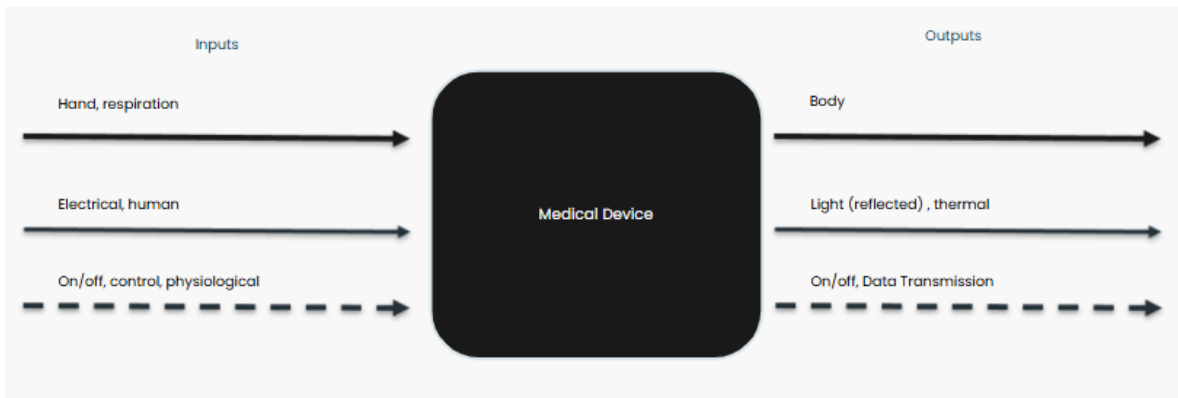 Inputs
Outputs
Hand, respiration
Body
Electrical, human
Light (reflected) , thermal
Medical Device
On/off, control, physiological
On/off, Data Transmission